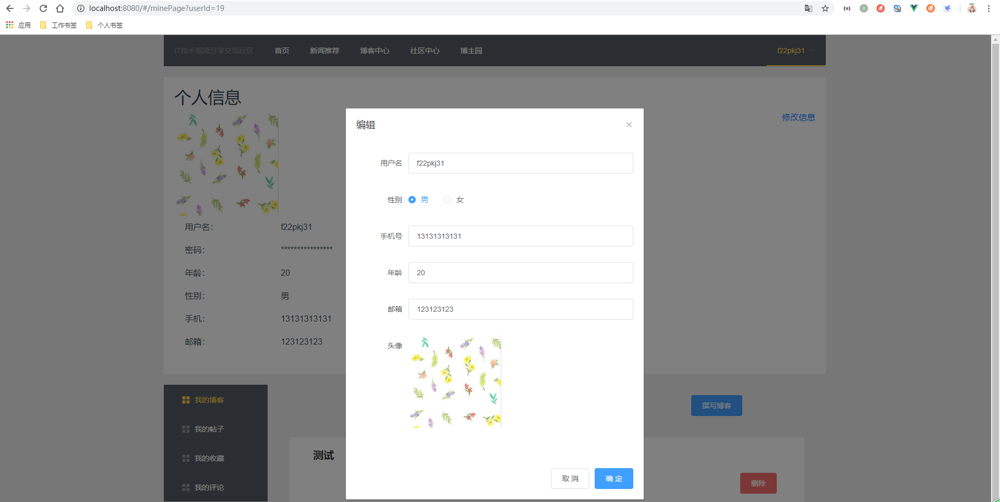 localhost:8080/#/minePage?userId=19
应用 工作书签 个人书签
IT技术视频分享交流社区 首页 新闻推荐 博客中心 社区中心 博主园 f22pkj31
个人信息
修改信息
用户名： f22pkj31
密码： ****************
年龄： 20
性别： 男
手机： 13131313131
邮箱： 123123123
编辑
用户名 f22pkj31
性别 男 女
手机号 13131313131
年龄 20
邮箱 123123123
头像
取 消 确 定
我的博客
我的帖子
我的收藏
我的评论
撰写博客
测试
删除